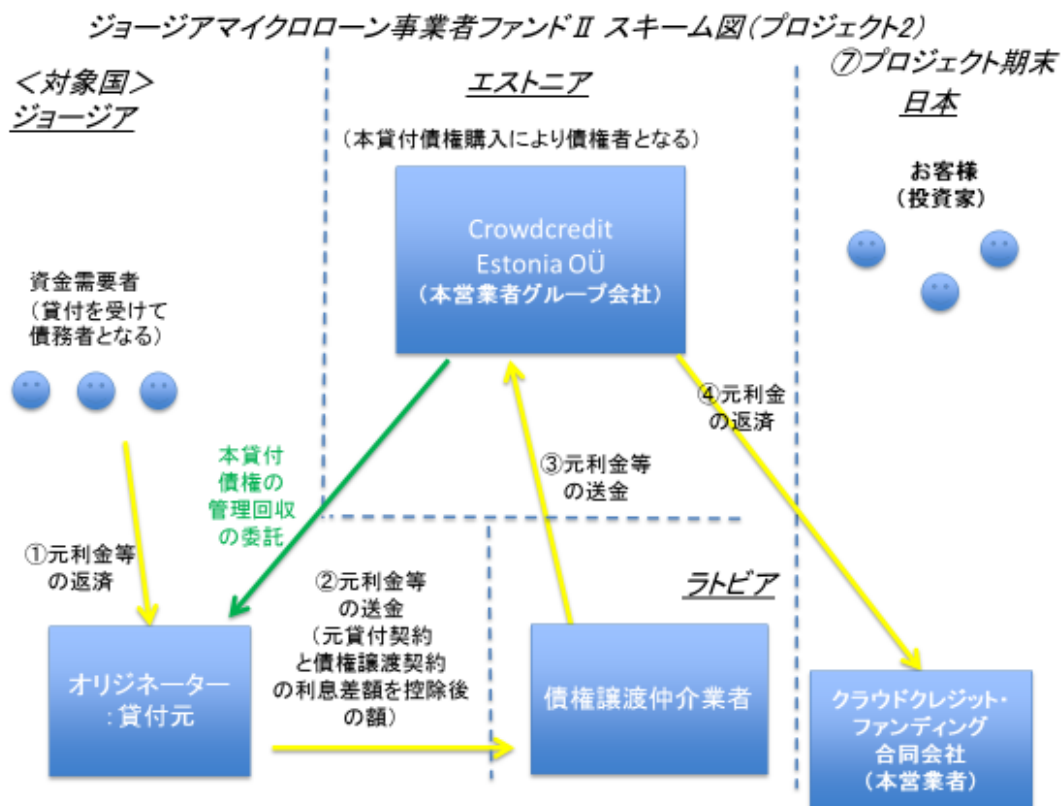 ジョージアマイクロローン事業者ファンドⅡ スキーム図(プロジェクト2)
<対象国>
ジョージア
エストニア
⑦プロジェクト期末
日本
(本貸付債権購入により債権者となる)
お客様
(投資家)
Crowdcredit
Estonia OÜ
(本営業者グループ会社)
資金需要者
(貸付を受けて
債務者となる)
④元利金
の返済
本貸付
債権の
管理回収
の委託
③元利金等
の送金
①元利金等
の返済
②元利金等
の送金
(元貸付契約
と債権譲渡契約
の利息差額を控除後
の額)
ラトビア
オリジネーター
:貸付元
債権譲渡仲介業者
クラウドクレジット・
ファンディング
合同会社
(本営業者)